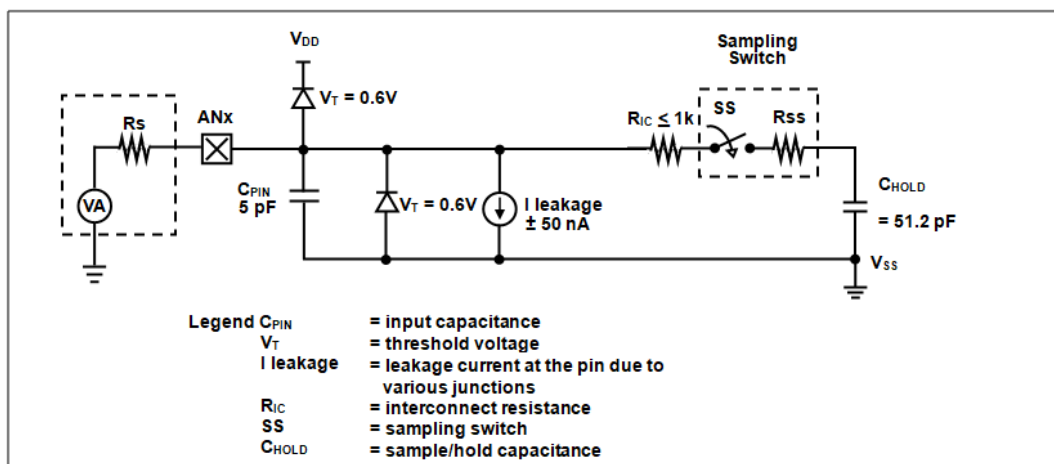 Sampling
Switch
VDD
VT = 0.6V
Rs
ANx
RIC ≤ 1k
SS
Rss
VA
CPIN
5 pF
VT = 0.6V
I leakage
± 50 nA
CHOLD
= 51.2 pF
VSS
Legend CPIN = input capacitance
VT = threshold voltage
I leakage = leakage current at the pin due to
various junctions
RIC = interconnect resistance
SS = sampling switch
CHOLD = sample/hold capacitance